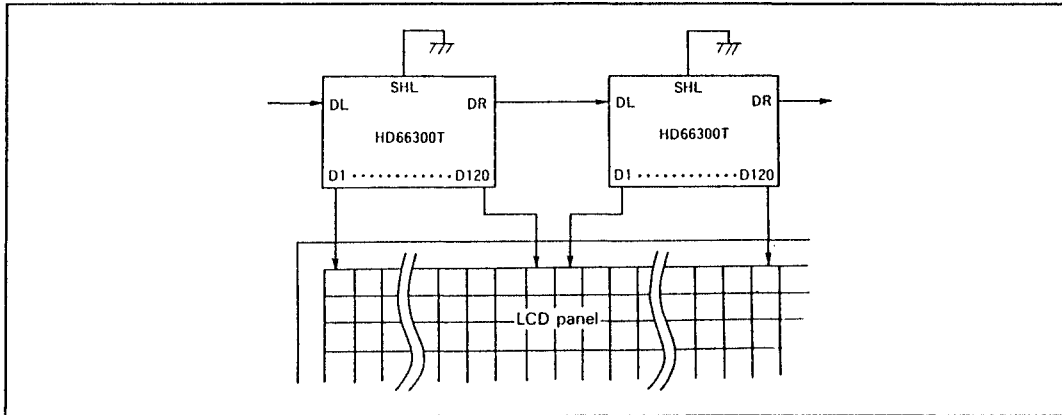 SHL SHL
DL DR DL DR
HD66300T HD66300T
D1 ············ D120 D1 ············ D120
LCD panel